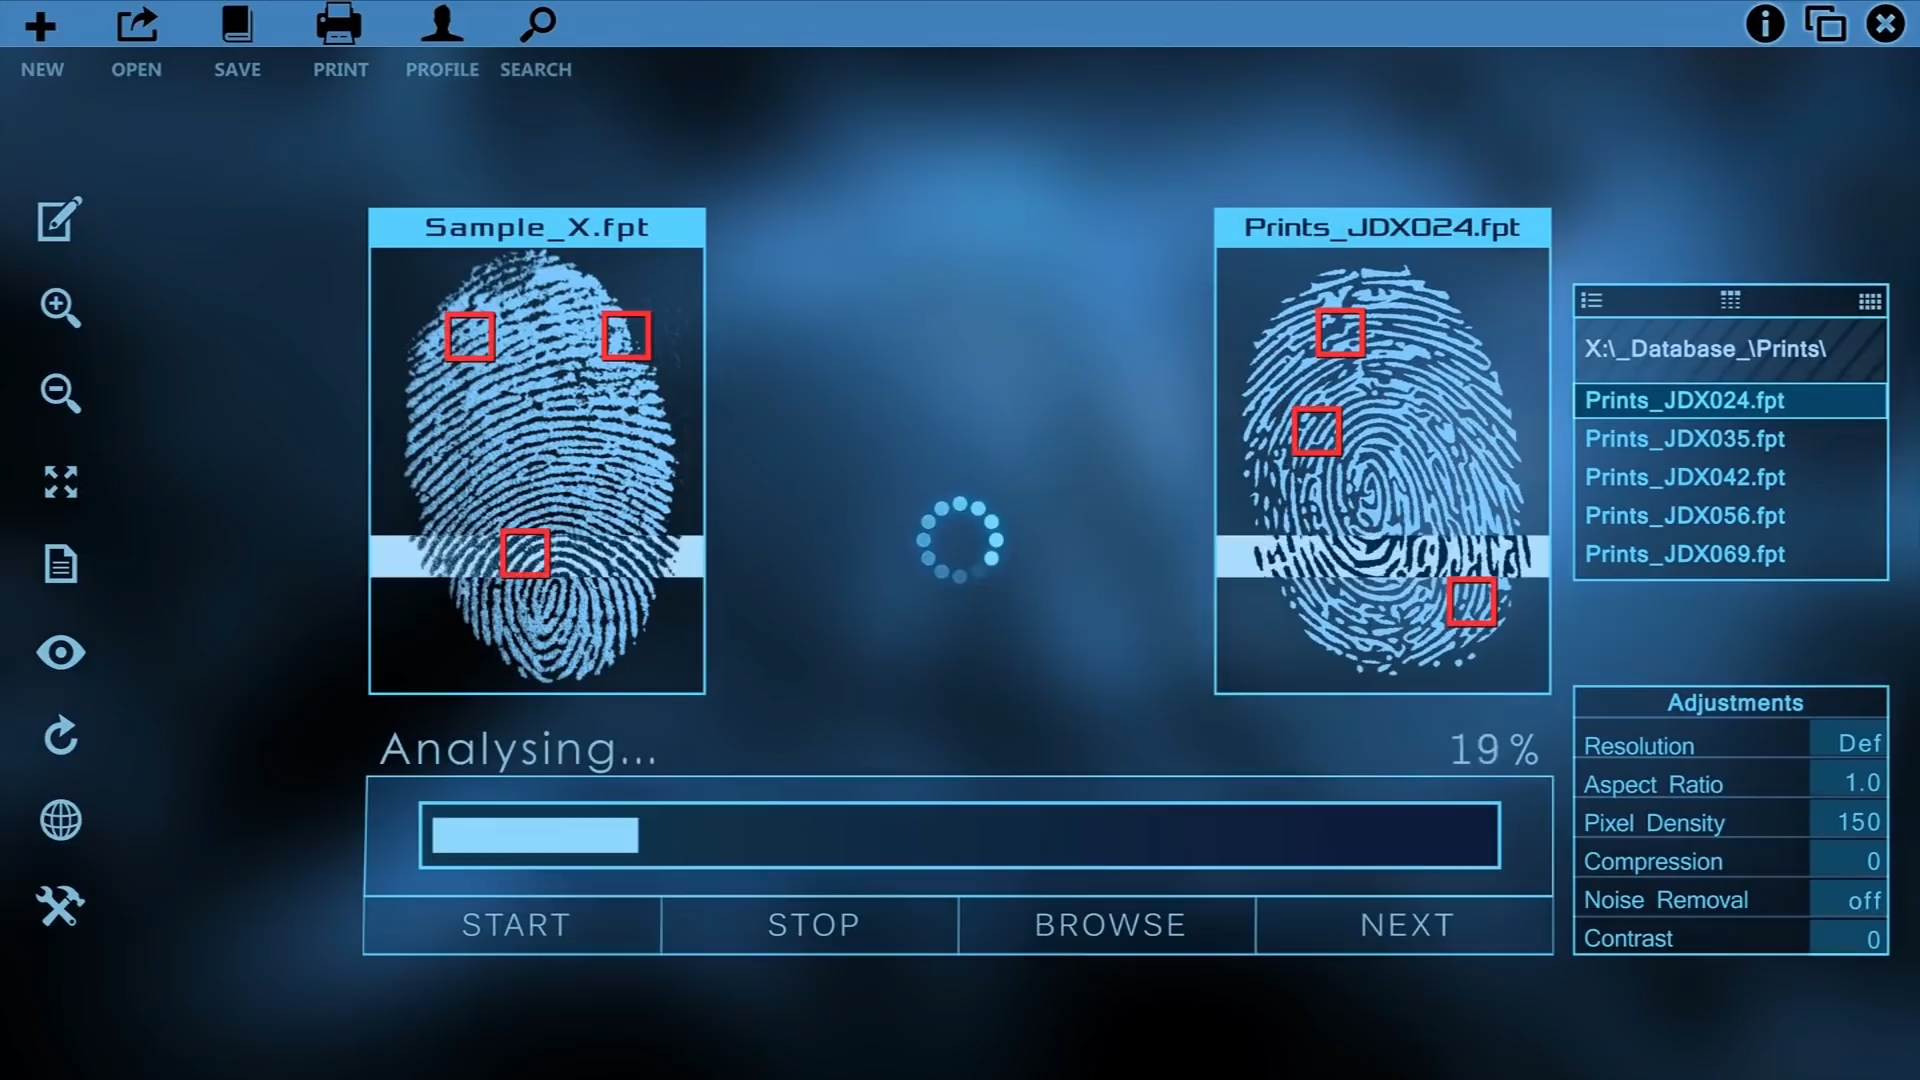 NEW OPEN SAVE PRINT PROFILE SEARCH
Sample_X.fpt
Prints_JDX024.fpt
X:\_Database_\Prints\
Prints_JDX024.fpt
Prints_JDX035.fpt
Prints_JDX042.fpt
Prints_JDX056.fpt
Prints_JDX069.fpt
Analysing...
19%
START STOP BROWSE NEXT
Adjustments
Resolution Def
Aspect Ratio 1.0
Pixel Density 150
Compression 0
Noise Removal off
Contrast 0